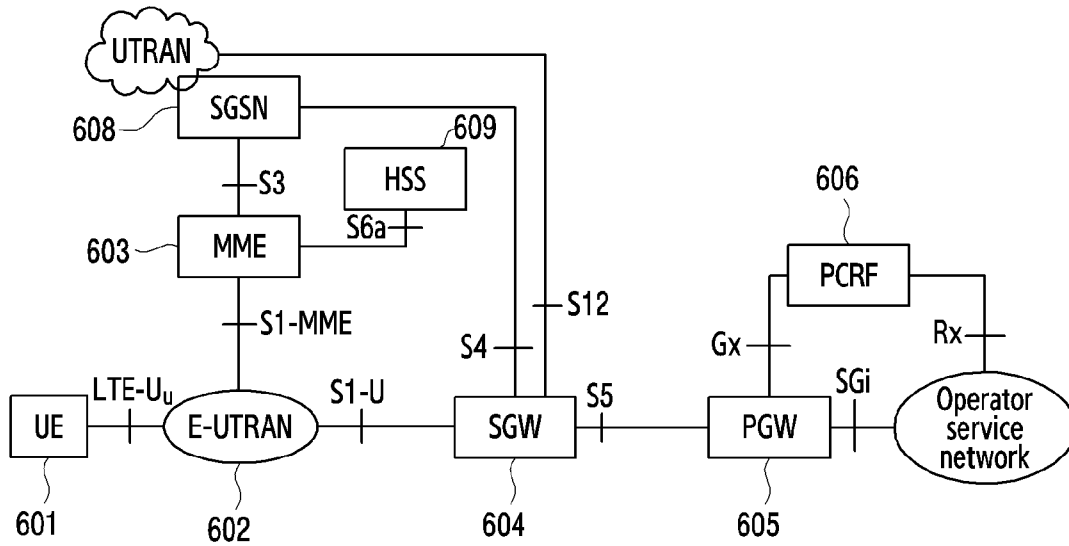 UTRAN
SGSN
608
609
HSS
S3
S6a
606
603
MME
PCRF
S12
S1-MME
S4
Gx
Rx
LTE-Uu
S1-U
S5
SGi
UE
E-UTRAN
SGW
PGW
Operator
service
network
601
602
604
605